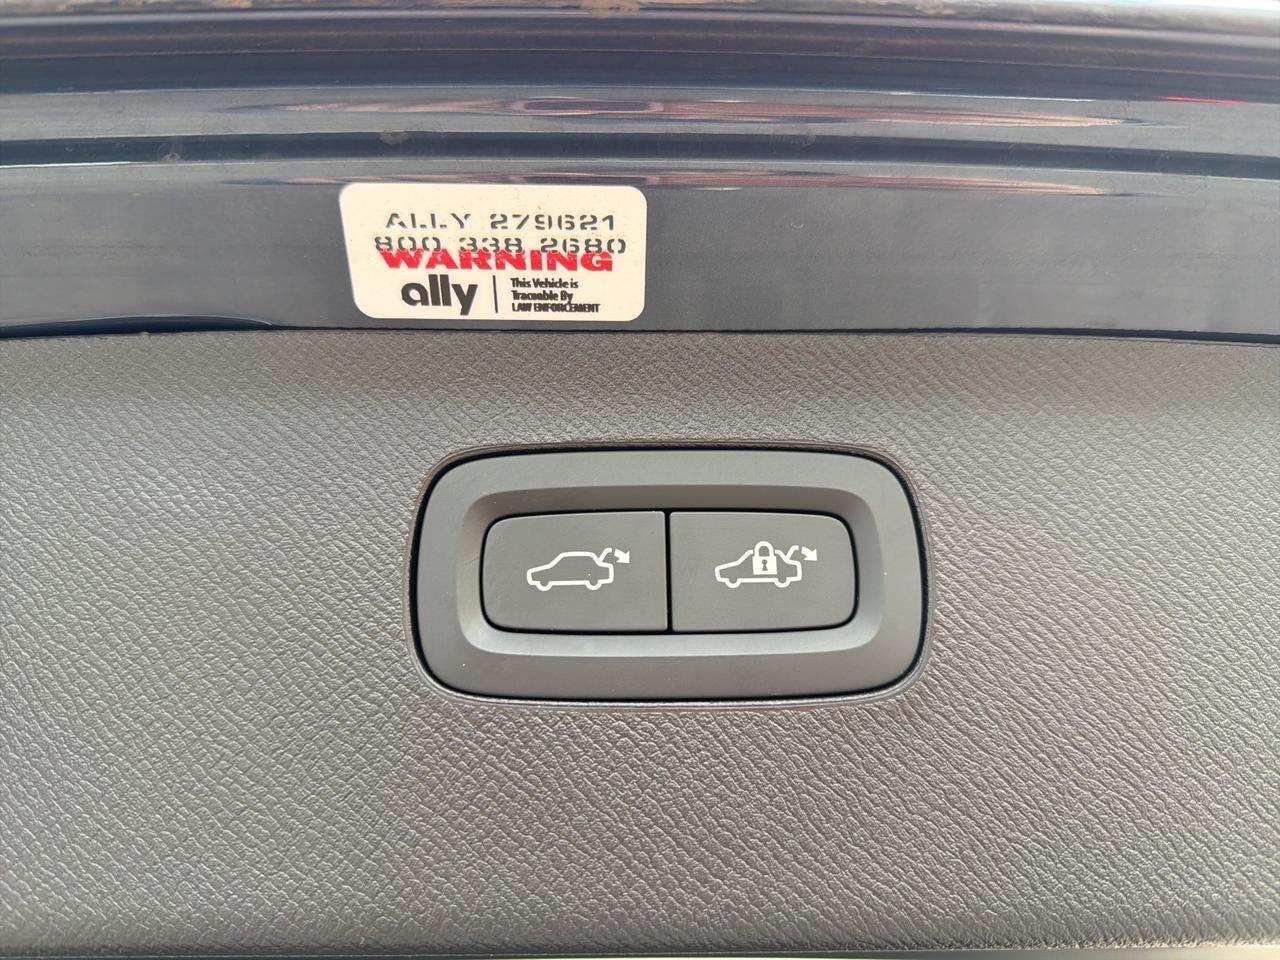 ALLY 279621
800 338 2680
WARNING
ally
This Vehicle is
Traceable By
LAW ENFORCEMENT